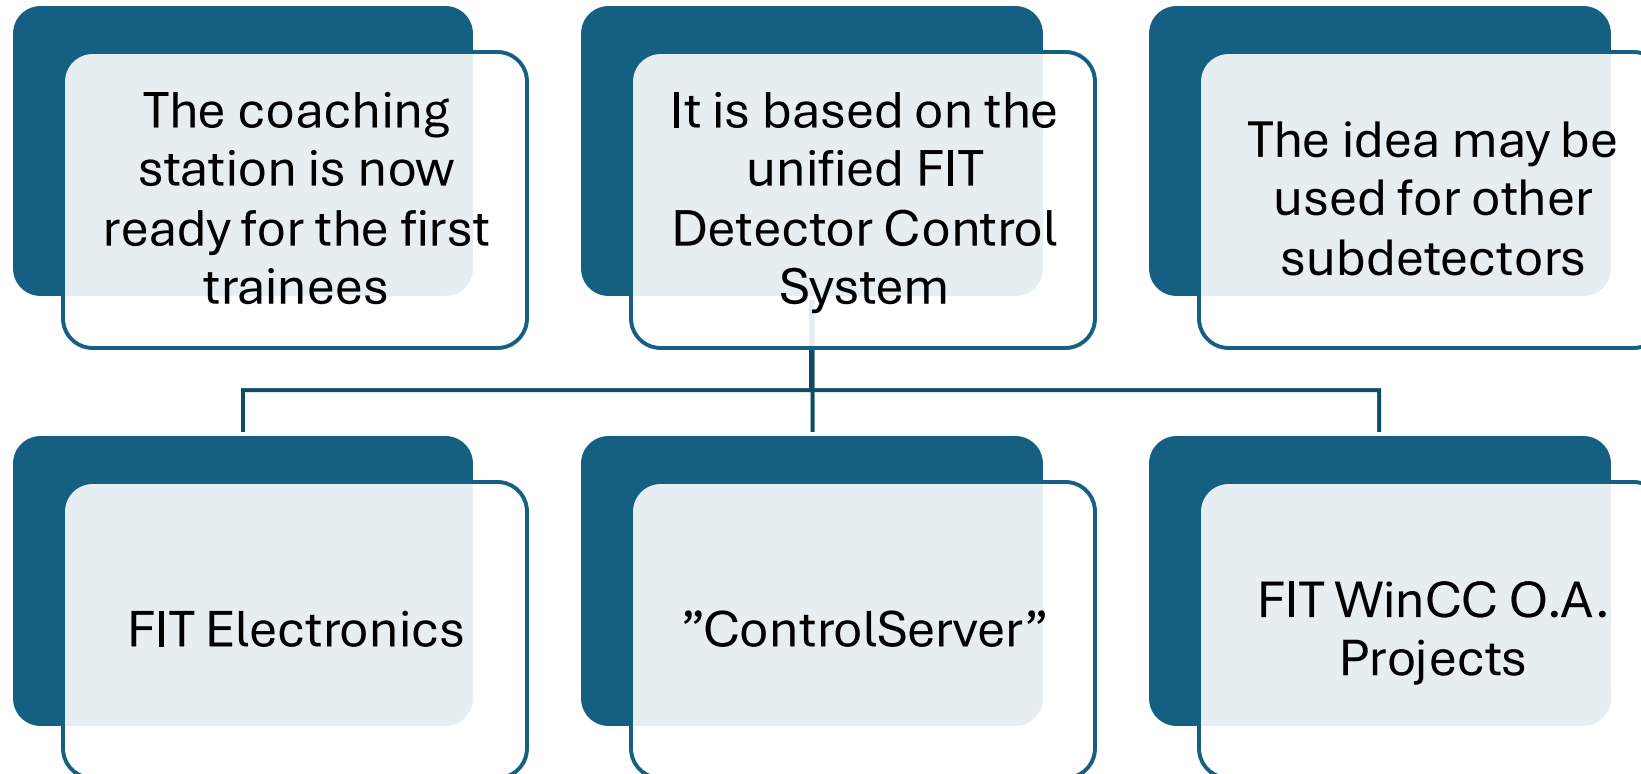 The coaching
station is now
ready for the first
trainees
It is based on the
unified FIT
Detector Control
System
The idea may be
used for other
subdetectors
FIT Electronics
”ControlServer”
FIT WinCC O.A.
Projects